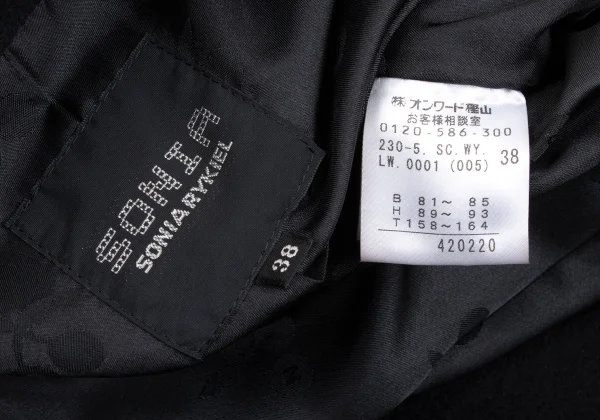 SONIA
SONIA RYKIEL
38
㈱ オンワード樫山
お客様相談室
0120-586-300
230-5. SC. WY. 38
LW. 0001 (005)
B 81～ 85
H 89～ 93
T 158～164
420220